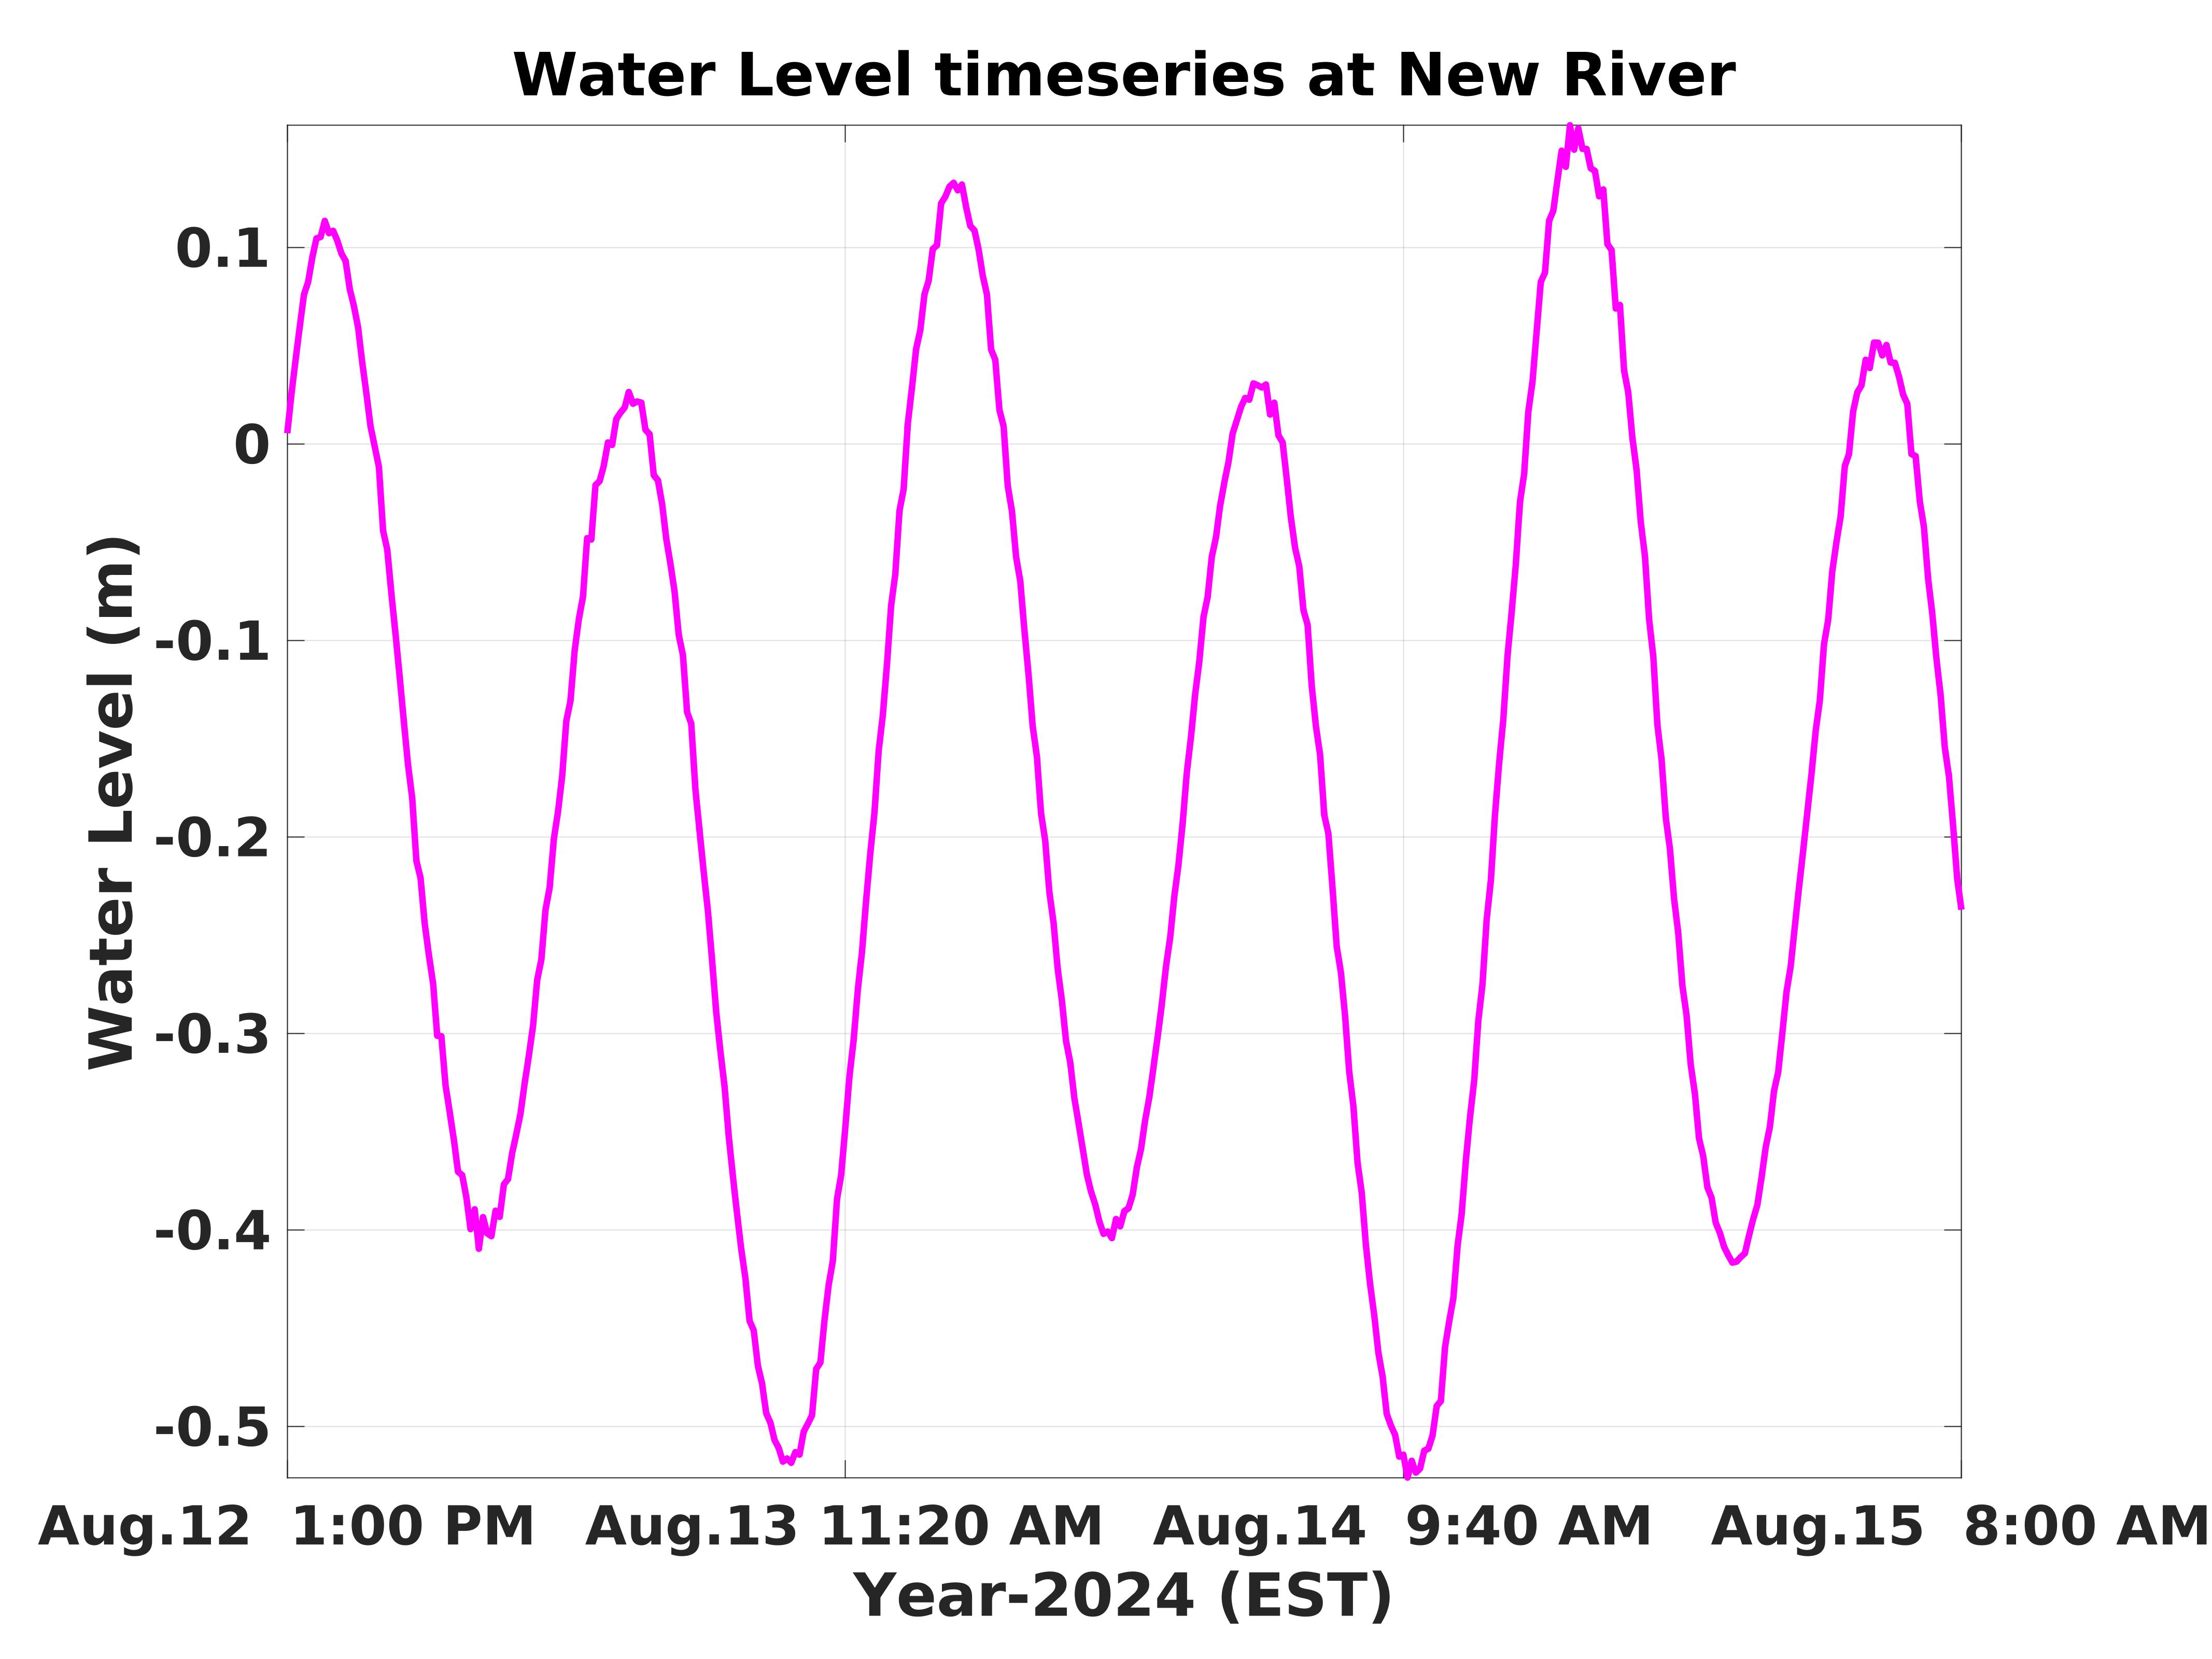 Water Level timeseries at New River
Water Level (m)
0.1
0
-0.1
-0.2
-0.3
-0.4
-0.5
Aug.12 1:00 PM Aug.13 11:20 AM Aug.14 9:40 AM Aug.15 8:00 AM
Year-2024 (EST)